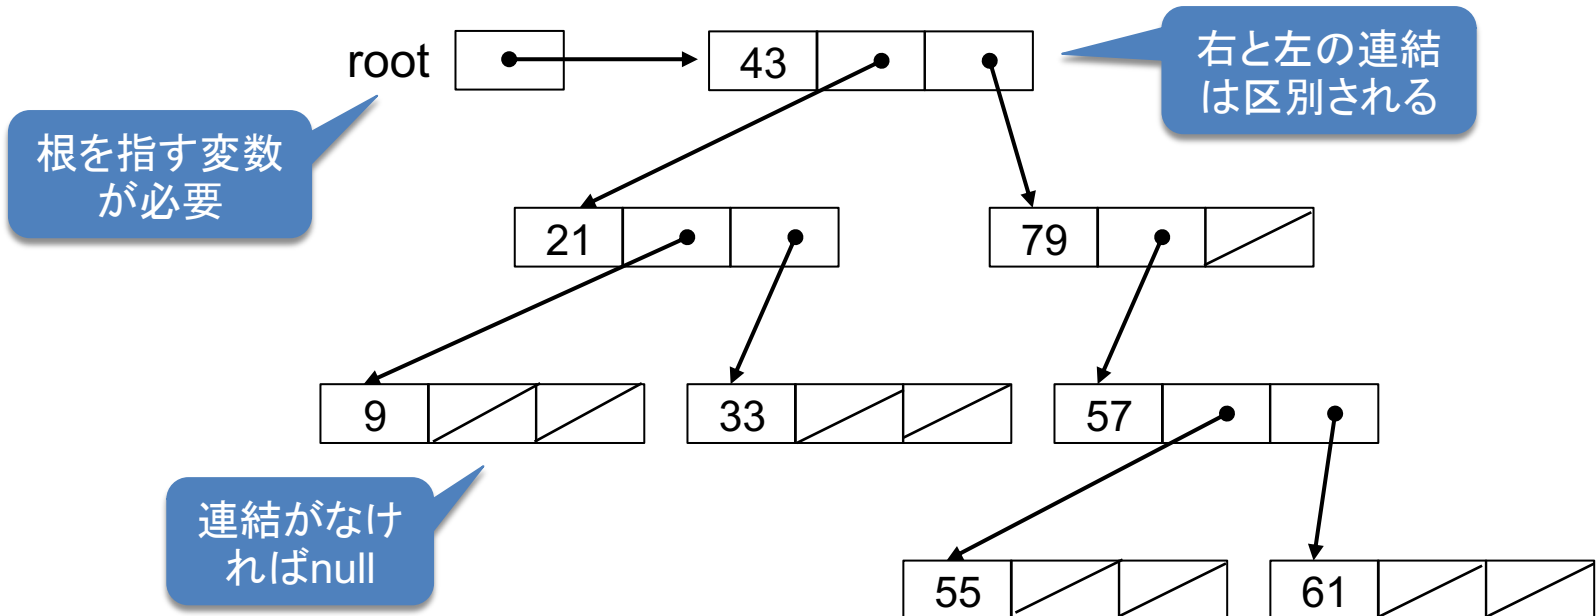 root
43
右と左の連結
は区別される
根を指す変数
が必要
21
79
9
33
57
連結がなけ
ればnull
55
61